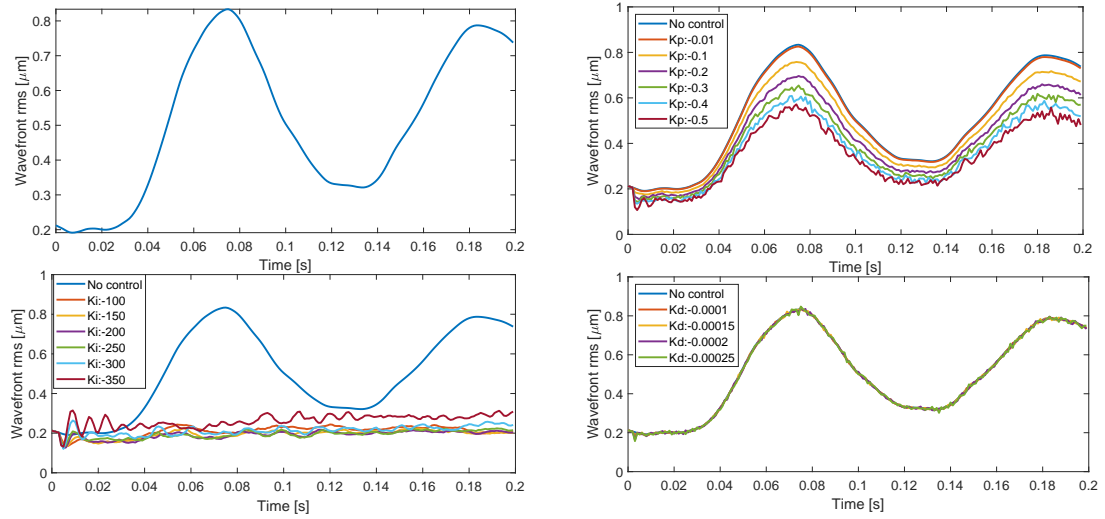 0.8
0.7
0.6
0.5
0.4
0.3
0.2
Wavefront rms [μm]
0 0.02 0.04 0.06 0.08 0.1 0.12 0.14 0.16 0.18 0.2
Time [s]
1
0.8
0.6
0.4
0.2
0
Wavefront rms [μm]
No control
Kp:-0.01
Kp:-0.1
Kp:-0.2
Kp:-0.3
Kp:-0.4
Kp:-0.5
0 0.02 0.04 0.06 0.08 0.1 0.12 0.14 0.16 0.18 0.2
Time [s]
1
0.8
0.6
0.4
0.2
0
Wavefront rms [μm]
No control
Ki:-100
Ki:-150
Ki:-200
Ki:-250
Ki:-300
Ki:-350
0 0.02 0.04 0.06 0.08 0.1 0.12 0.14 0.16 0.18 0.2
Time [s]
1
0.8
0.6
0.4
0.2
0
Wavefront rms [μm]
No control
Kd:-0.0001
Kd:-0.00015
Kd:-0.0002
Kd:-0.00025
0 0.02 0.04 0.06 0.08 0.1 0.12 0.14 0.16 0.18 0.2
Time [s]